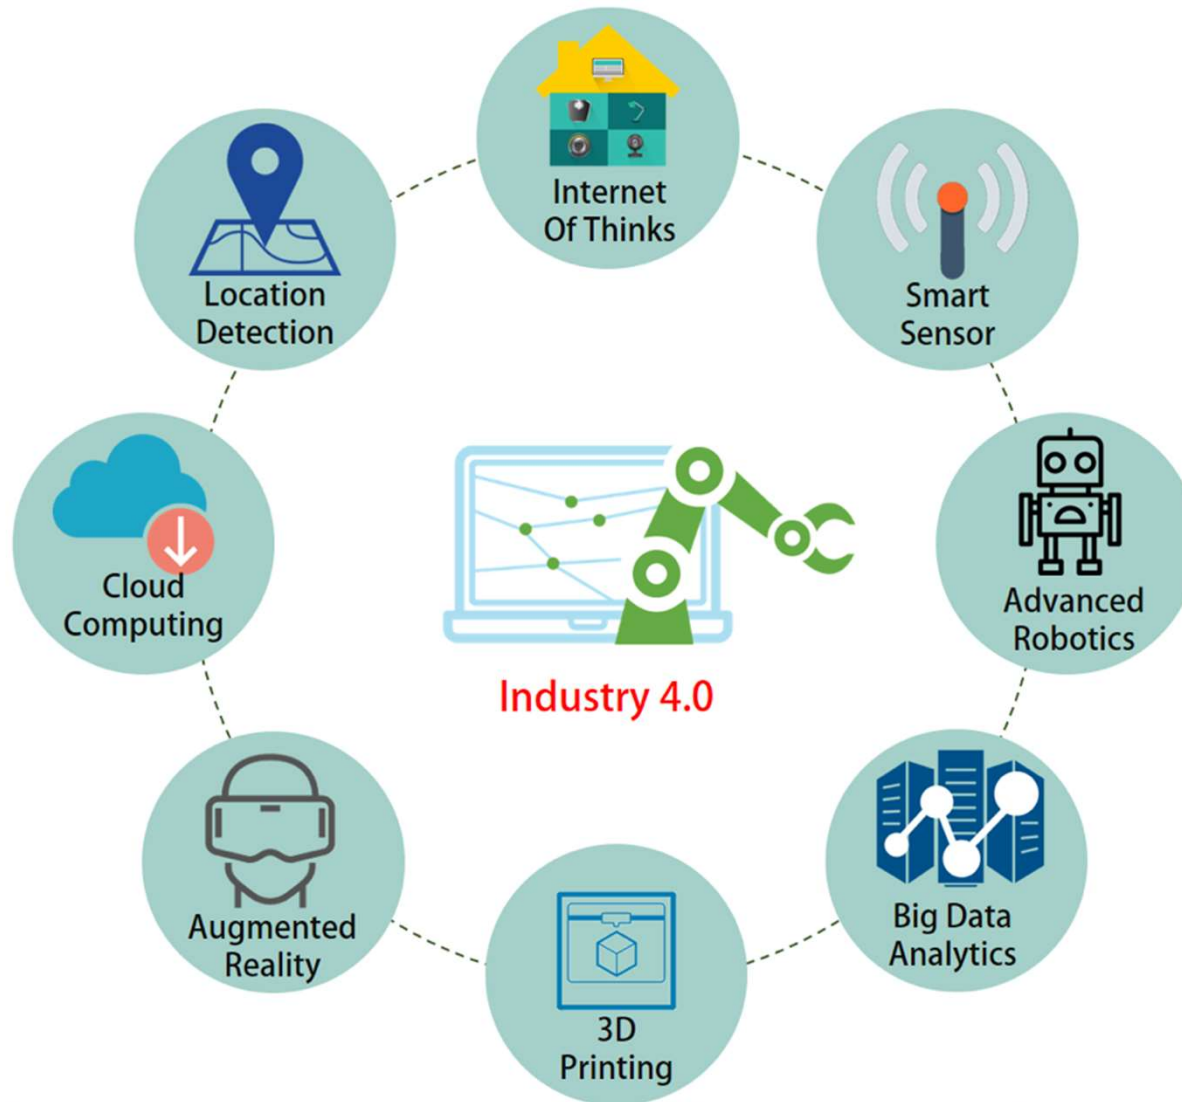 Internet
Of Thinks
Smart
Sensor
Advanced
Robotics
Big Data
Analytics
3D
Printing
Augmented
Reality
Cloud
Computing
Location
Detection
Industry 4.0